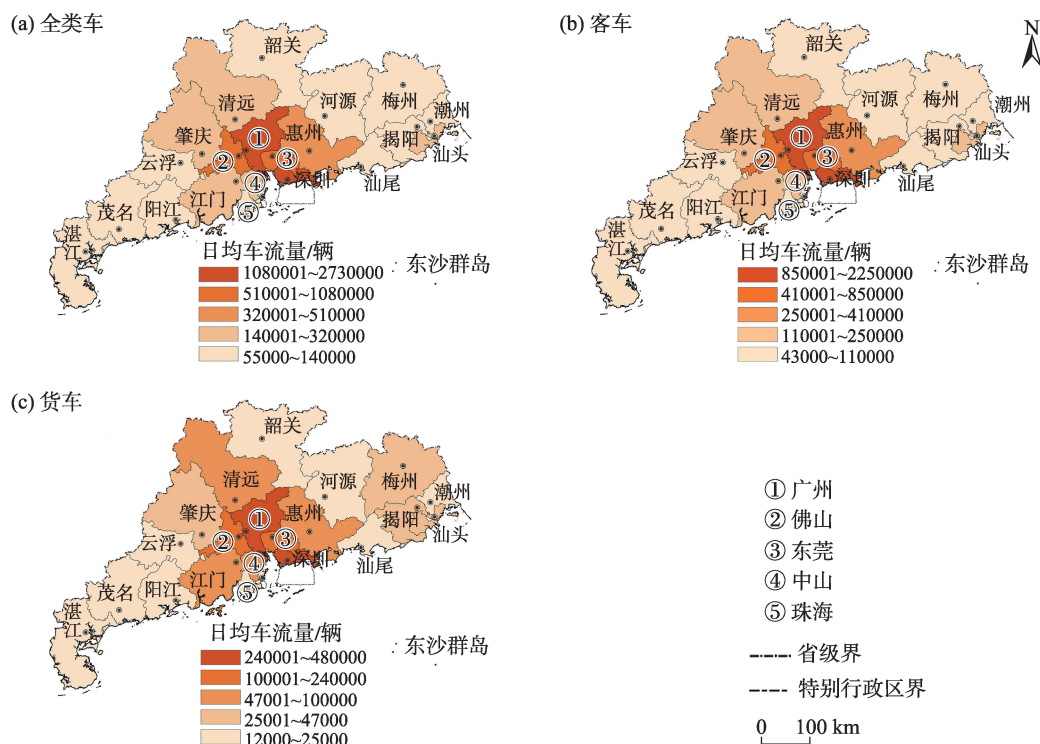 (a) 全类车
韶关
清远
河源
梅州
潮州
肇庆
①
惠州
揭阳
云浮
②
③
汕头
④
深圳
汕尾
茂名
阳江
江门
⑤
湛
江
日均车流量/辆
1080001~2730000
510001~1080000
320001~510000
140001~320000
55000~140000
东沙群岛
(b) 客车
N
韶关
清远
河源
梅州
潮州
肇庆
①
惠州
揭阳
云浮
②
③
汕头
④
深圳
汕尾
茂名
阳江
江门
⑤
湛
江
日均车流量/辆
850001~2250000
410001~850000
250001~410000
110001~250000
43000~110000
东沙群岛
(c) 货车
韶关
清远
河源
梅州
潮州
肇庆
①
惠州
揭阳
云浮
②
③
汕头
④
深圳
汕尾
茂名
阳江
江门
⑤
湛
江
日均车流量/辆
240001~480000
100001~240000
47001~100000
25001~47000
12000~25000
东沙群岛
① 广州
② 佛山
③ 东莞
④ 中山
⑤ 珠海
省级界
特别行政区界
0 100 km